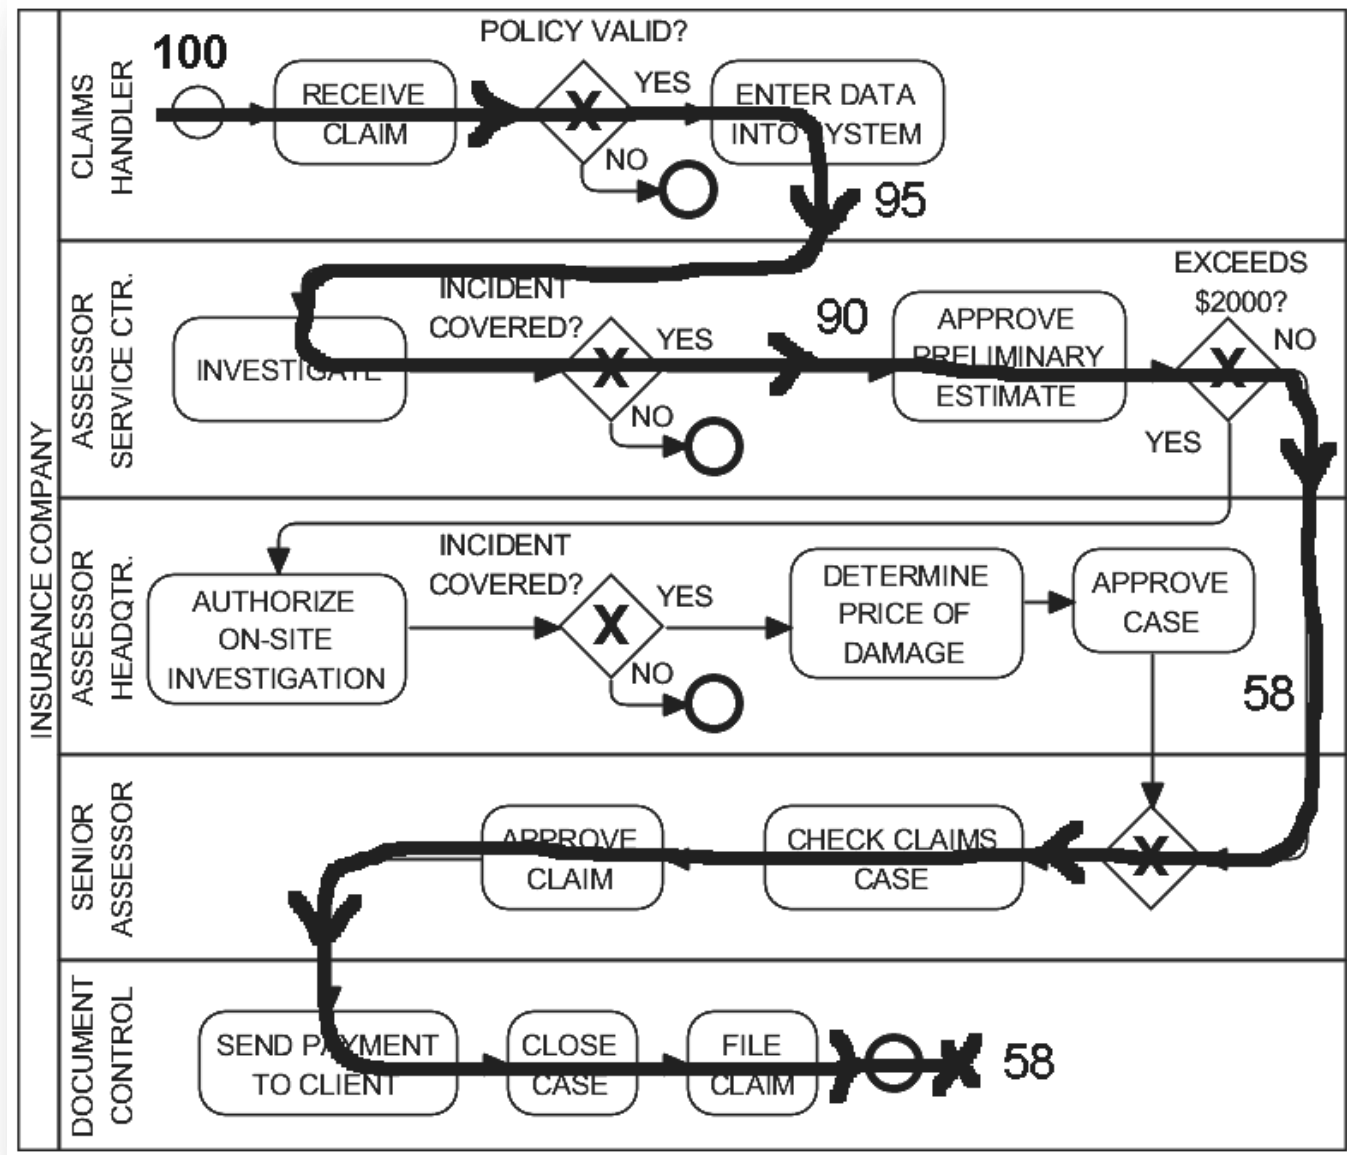 INSURANCE COMPANY
CLAIMS
HANDLER
100
RECEIVE
CLAIM
POLICY VALID?
X
YES
NO
ENTER DATA
INTO SYSTEM
95
ASSESSOR
SERVICE CTR.
INVESTIGATE
INCIDENT
COVERED?
X
YES
NO
90
APPROVE
PRELIMINARY
ESTIMATE
EXCEEDS
$2000?
X
NO
YES
ASSESSOR
HEADQTR.
AUTHORIZE
ON-SITE
INVESTIGATION
INCIDENT
COVERED?
X
YES
NO
DETERMINE
PRICE OF
DAMAGE
APPROVE
CASE
58
SENIOR
ASSESSOR
APPROVE
CLAIM
CHECK CLAIMS
CASE
X
DOCUMENT
CONTROL
SEND PAYMENT
TO CLIENT
CLOSE
CASE
FILE
CLAIM
58